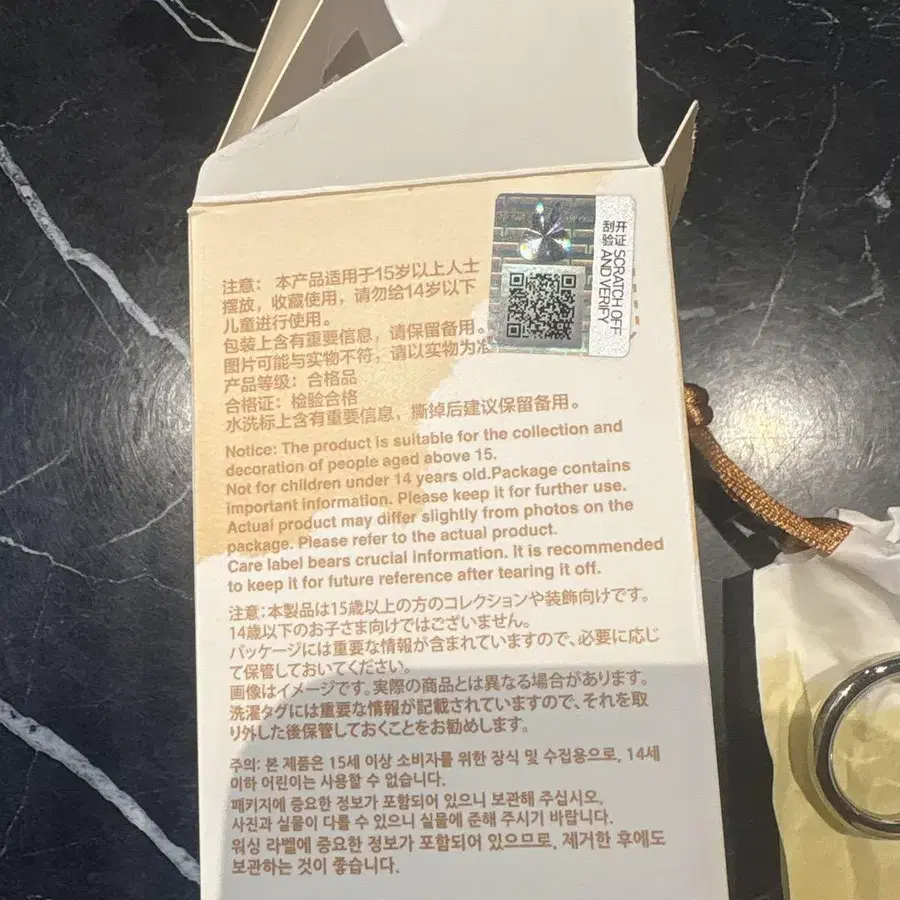 注意： 本产品适用于15岁以上人士
摆放，收藏使用，请勿给14岁以下
儿童进行使用。
包装上含有重要信息，请保留备用。
图片可能与实物不符，请以实物为准
产品等级：合格品
合格证：检验合格
水洗标上含有重要信息，撕掉后建议保留备用。
刮开
验证
SCRATCH OFF
AND VERIFY
Notice: The product is suitable for the collection and
decoration of people aged above 15.
Not for children under 14 years old.Package contains
important information. Please keep it for further use.
Actual product may differ slightly from photos on the
package. Please refer to the actual product.
Care label bears crucial information. It is recommended
to keep it for future reference after tearing it off.
注意:本製品は15歳以上の方のコレクションや装飾向けです。
14歳以下のお子さま向けではございません。
パッケージには重要な情報が含まれていますので、必要に応じ
て保管しておいてください。
画像はイメージです。実際の商品とは異なる場合があります。
洗濯タグには重要な情報が記載されていますので、それを取
り外した後保管しておくことをお勧めします。
주의: 본 제품은 15세 이상 소비자를 위한 장식 및 수집용으로, 14세
이하 어린이는 사용할 수 없습니다.
패키지에 중요한 정보가 포함되어 있으니 보관해 주십시오,
사진과 실물이 다를 수 있으니 실물에 준해 주시기 바랍니다.
워싱 라벨에 중요한 정보가 포함되어 있으므로, 제거한 후에도
보관하는 것이 좋습니다.